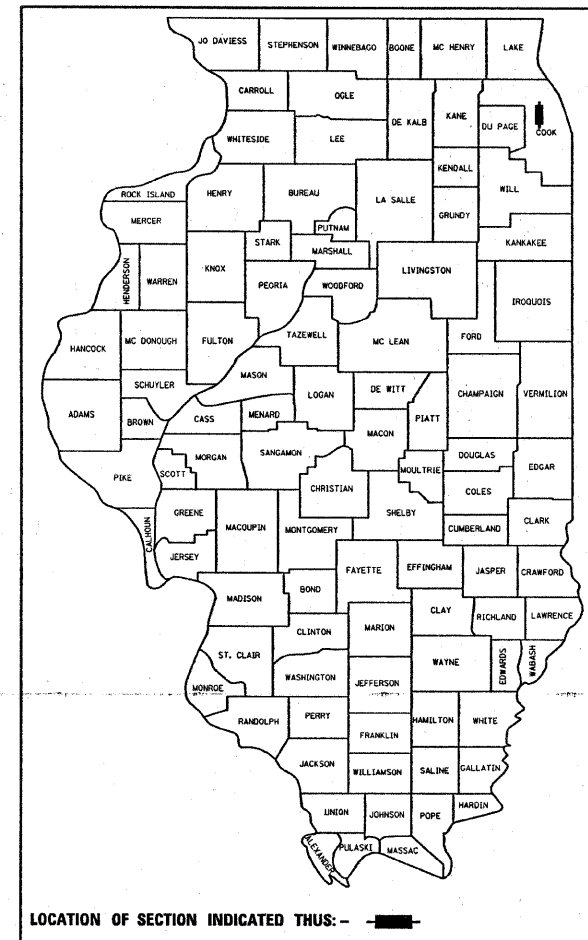 JO DAVIESS
STEPHENSON
WINNEBAGO
BOONE
MC HENRY
LAKE
CARROLL
OGLE
DE KALB
KANE
DU PAGE
COOK
WHITESIDE
LEE
KENDALL
WILL
ROCK ISLAND
HENRY
BUREAU
LA SALLE
GRUNDY
MERCER
PUTNAM
KANKAKEE
STARK
MARSHALL
HENDERSON
WARREN
KNOX
PEORIA
WOODFORD
LIVINGSTON
IROQUOIS
HANCOCK
MC DONOUGH
FULTON
TAZEWELL
MC LEAN
FORD
MASON
SCHUYLER
LOGAN
DE WITT
CHAMPAIGN
VERMILION
ADAMS
BROWN
CASS
MENARD
PIATT
MACON
MORGAN
SANGAMON
DOUGLAS
EDGAR
PIKE
SCOTT
MOULTRIE
CHRISTIAN
COLES
GREENE
MACOUPIN
MONTGOMERY
SHELBY
CUMBERLAND
CLARK
CALHOUN
JERSEY
FAYETTE
EFFINGHAM
JASPER
CRAWFORD
MADISON
BOND
CLAY
RICHLAND
LAWRENCE
CLINTON
MARION
ST. CLAIR
WAYNE
EDWARDS
WABASH
WASHINGTON
JEFFERSON
MONROE
RANDOLPH
PERRY
HAMILTON
WHITE
FRANKLIN
JACKSON
WILLIAMSON
SALINE
GALLATIN
UNION
JOHNSON
POPE
HARDIN
ALEXANDER
PULASKI
MASSAC
LOCATION OF SECTION INDICATED THUS: -